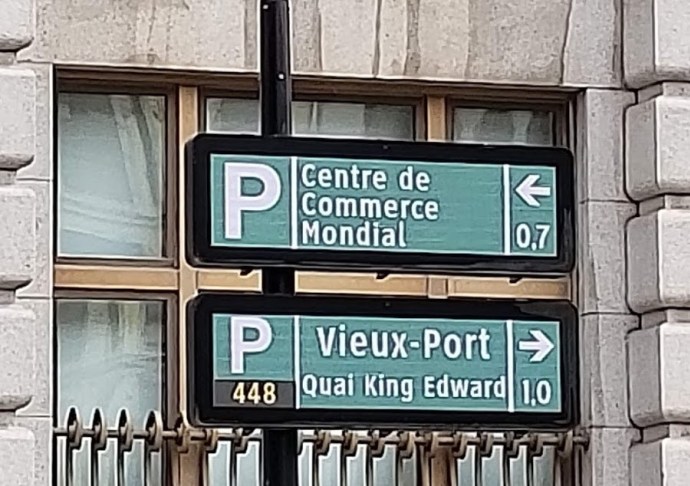 P
Centre de
Commerce
Mondial
←
0,7
P
448
Vieux-Port
Quai King Edward
→
1,0